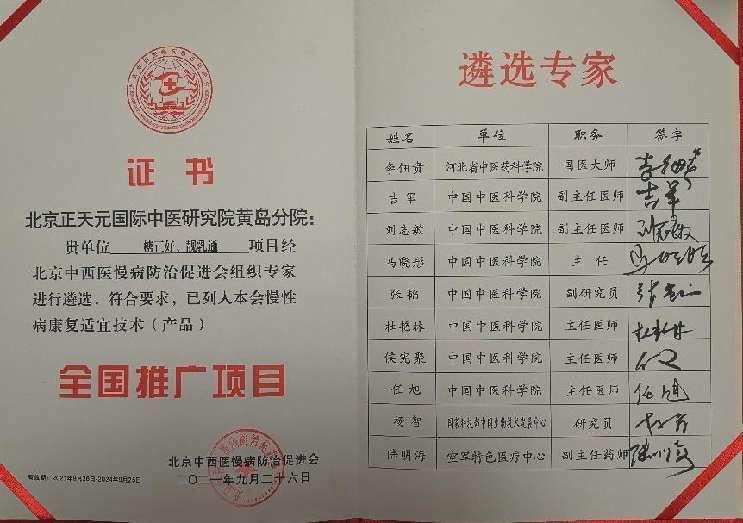 证书
北京正天元国际中医研究院黄岛分院：
贵单位 糖可好、靓乳通 项目经
北京中西医慢病防治促进会组织专家
进行遴选、符合要求，已列入本会慢性
病康复适宜技术（产品）
全国推广项目
北京中西医慢病防治促进会
二〇二一年九月二十六日
遴选专家
姓名 单位 职务 签字
李佃贵 河北省中医药科学院 国医大师
吉军 中国中医科学院 副主任医师
刘志敏 中国中医科学院 副主任医师
马晓彤 中国中医科学院 主任
张韬 中国中医科学院 副研究员
杜艳林 中国中医科学院 主任医师
侯宪聚 中国中医科学院 主任医师
任旭 中国中医科学院 主任医师
研究员
明海 空军特色医疗中心 副主任药师